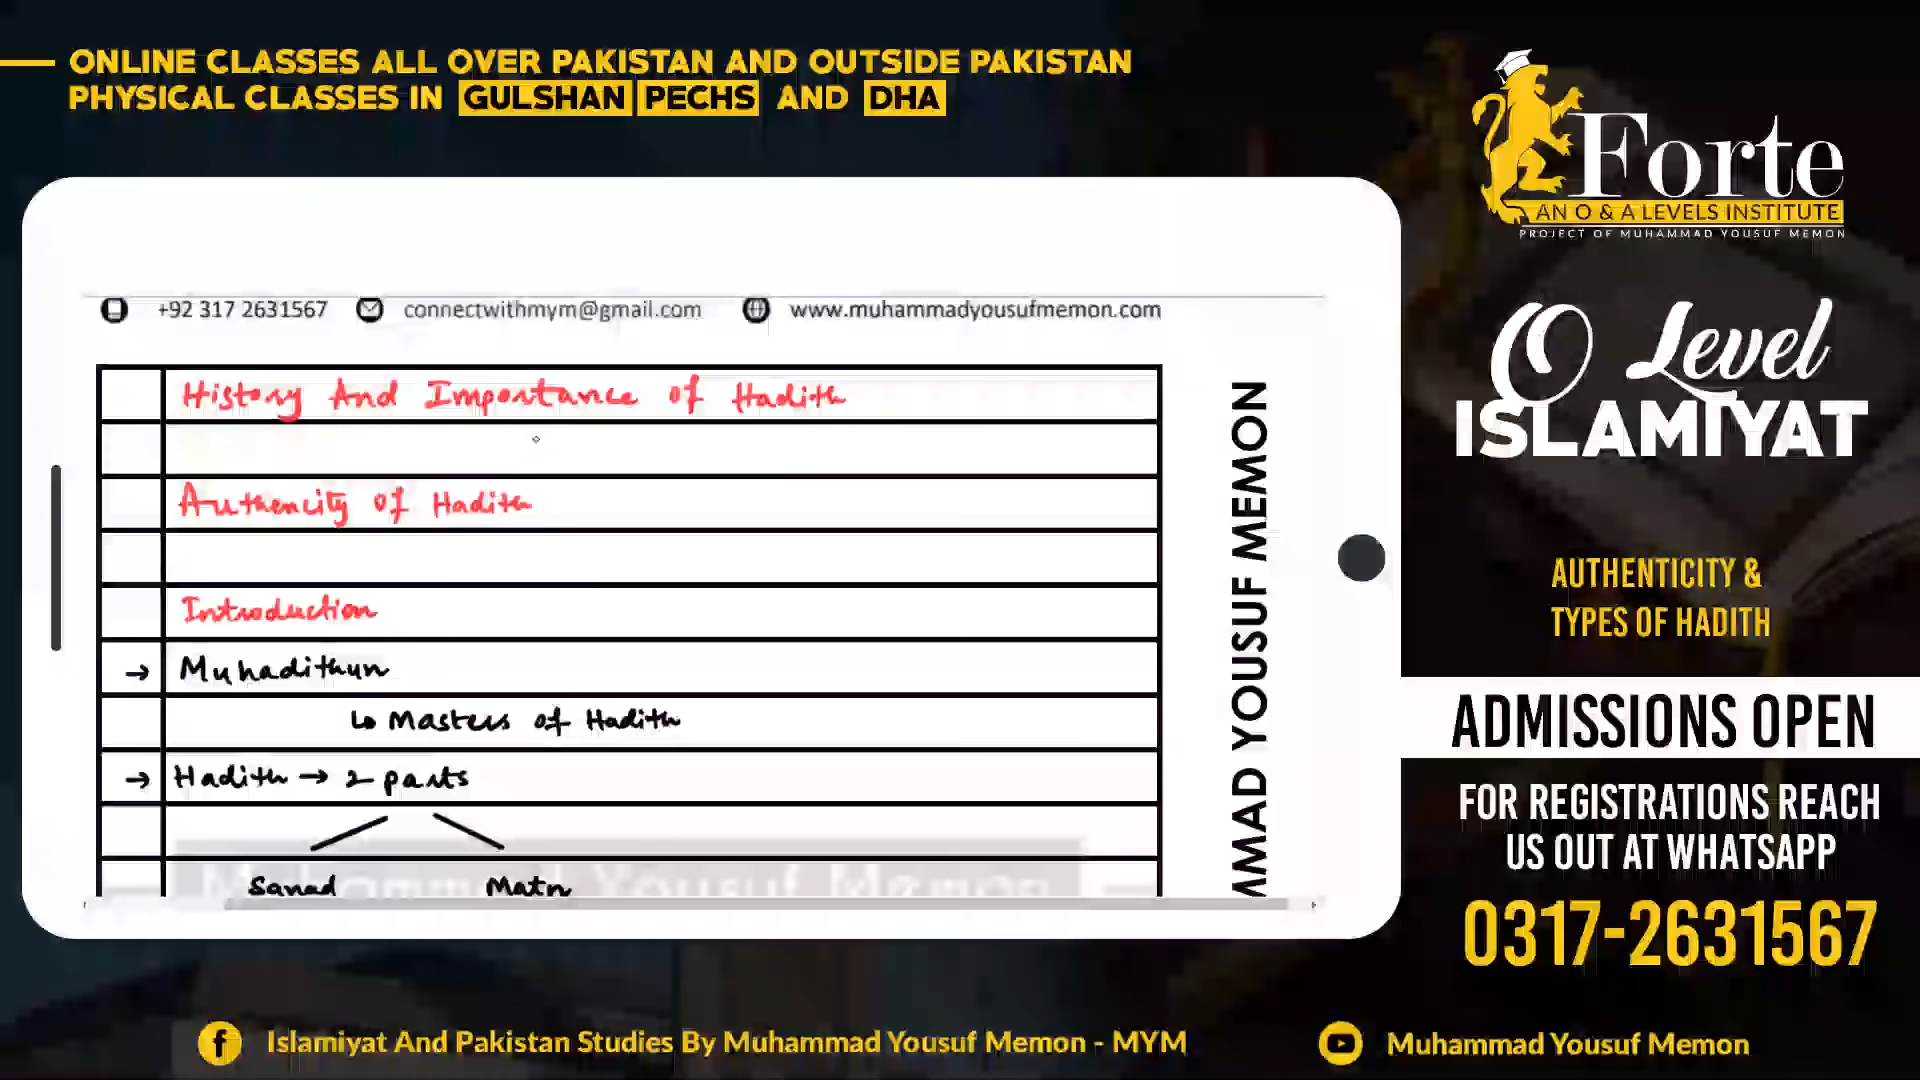 ONLINE CLASSES ALL OVER PAKISTAN AND OUTSIDE PAKISTAN
PHYSICAL CLASSES IN GULSHAN PECHS AND DHA
Forte
AN O & A LEVELS INSTITUTE
PROJECT OF MUHAMMAD YOUSUF MEMON
+92 317 2631567 connectwithmym@gmail.com www.muhammadyousufmemon.com
History And Importance of Hadith
Authencity of Hadith
Introduction
→ Muhadithun
↳ Masters of Hadith
→ Hadith → 2 parts
Sanad Matn
Muhammad Yousuf Memon
MMAD YOUSUF MEMON
O Level
ISLAMIYAT
AUTHENTICITY &
TYPES OF HADITH
ADMISSIONS OPEN
FOR REGISTRATIONS REACH
US OUT AT WHATSAPP
0317-2631567
Islamiyat And Pakistan Studies By Muhammad Yousuf Memon - MYM
Muhammad Yousuf Memon